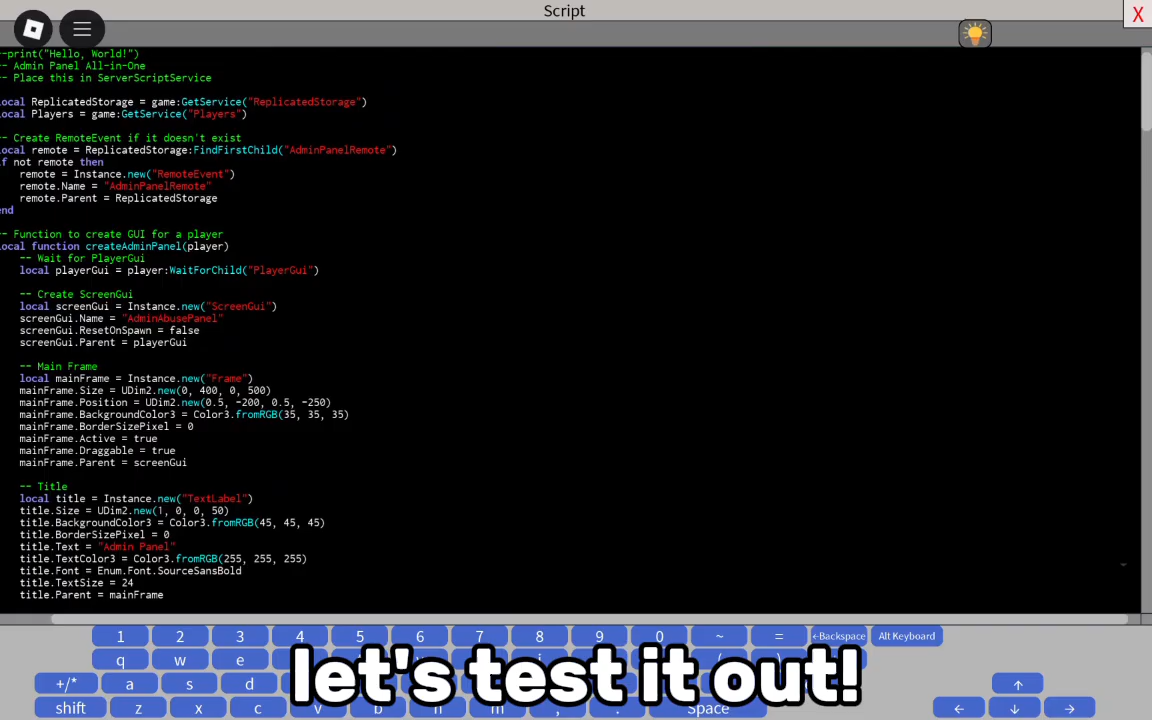 Script
X
--print("Hello, World!")
-- Admin Panel All-in-One
-- Place this in ServerScriptService
local ReplicatedStorage = game:GetService("ReplicatedStorage")
local Players = game:GetService("Players")
-- Create RemoteEvent if it doesn't exist
local remote = ReplicatedStorage:FindFirstChild("AdminPanelRemote")
if not remote then
remote = Instance.new("RemoteEvent")
remote.Name = "AdminPanelRemote"
remote.Parent = ReplicatedStorage
end
-- Function to create GUI for a player
local function createAdminPanel(player)
-- Wait for PlayerGui
local playerGui = player:WaitForChild("PlayerGui")
-- Create ScreenGui
local screenGui = Instance.new("ScreenGui")
screenGui.Name = "AdminAbusePanel"
screenGui.ResetOnSpawn = false
screenGui.Parent = playerGui
-- Main Frame
local mainFrame = Instance.new("Frame")
mainFrame.Size = UDim2.new(0, 400, 0, 500)
mainFrame.Position = UDim2.new(0.5, -200, 0.5, -250)
mainFrame.BackgroundColor3 = Color3.fromRGB(35, 35, 35)
mainFrame.BorderSizePixel = 0
mainFrame.Active = true
mainFrame.Draggable = true
mainFrame.Parent = screenGui
-- Title
local title = Instance.new("TextLabel")
title.Size = UDim2.new(1, 0, 0, 50)
title.BackgroundColor3 = Color3.fromRGB(45, 45, 45)
title.BorderSizePixel = 0
title.Text = "Admin Panel"
title.TextColor3 = Color3.fromRGB(255, 255, 255)
title.Font = Enum.Font.SourceSansBold
title.TextSize = 24
title.Parent = mainFrame
1 2 3 4 5 6 7 8 9 0 ~ = ←Backspace Alt Keyboard
q w e
let's test it out!
+/* a s d ↑
shift z x c v b n m , . Space ← ↓ →